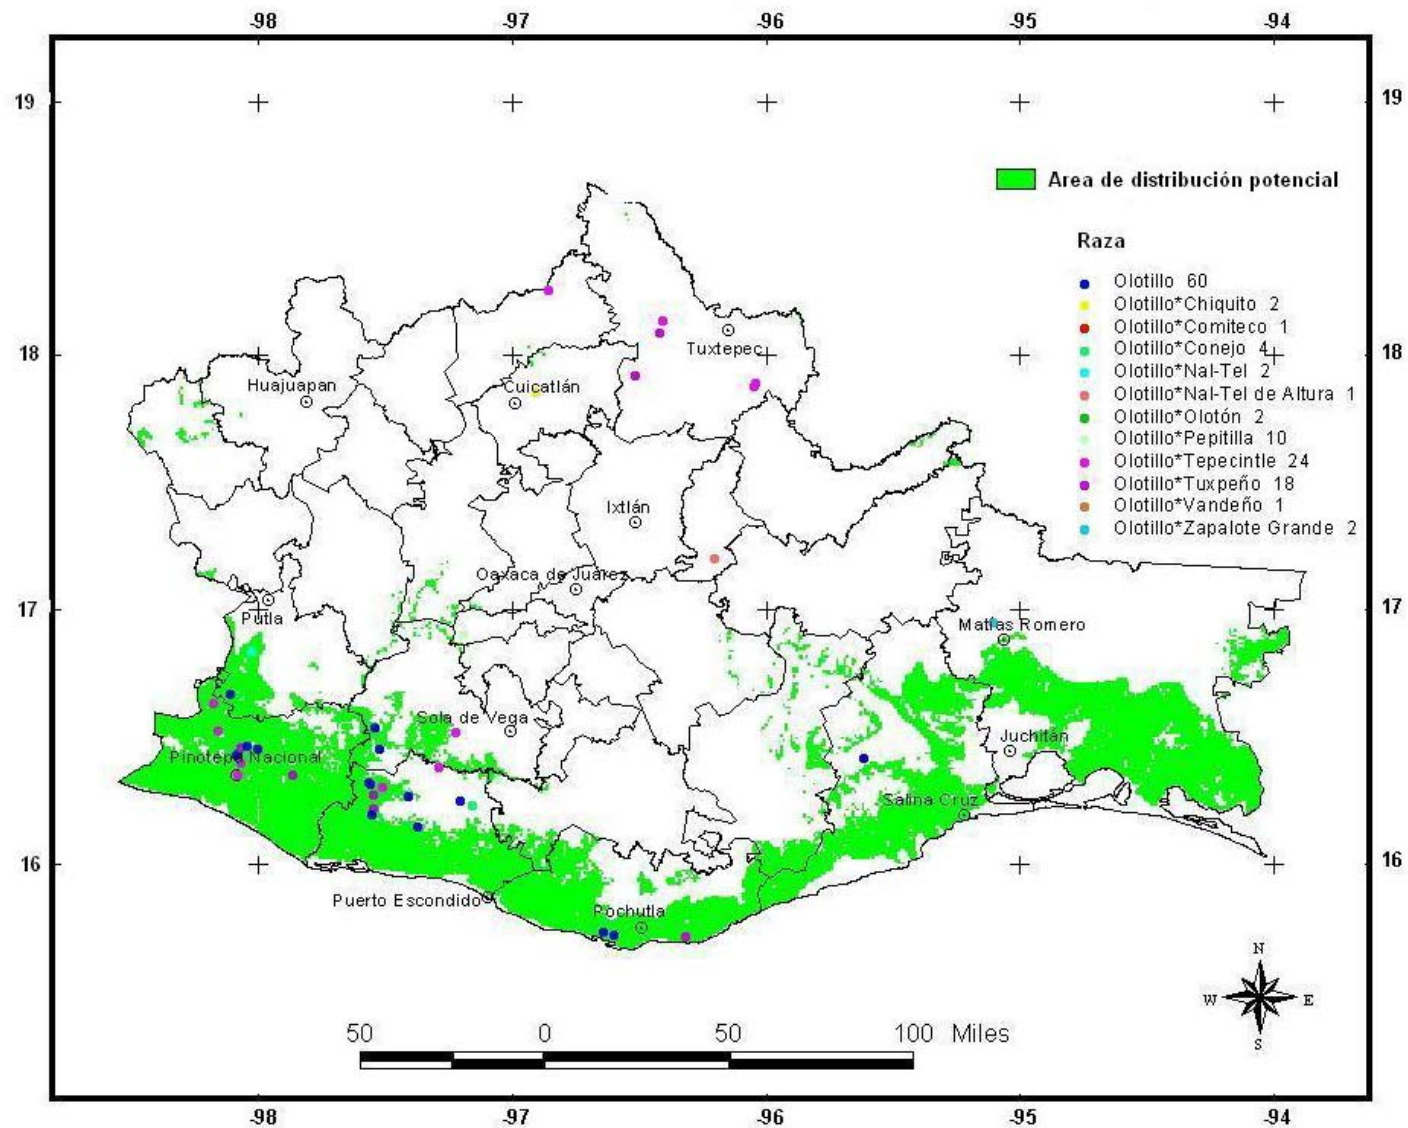 -98 -97 -96 -95 -94
19 19
Area de distribución potencial
Raza
Olotillo 60
Olotillo*Chiquito 2
Olotillo*Comiteco 1
Olotillo*Conejo 4
Olotillo*Nal-Tel 2
Olotillo*Nal-Tel de Altura 1
Olotillo*Olotón 2
Olotillo*Pepitilla 10
Olotillo*Tepecintle 24
Olotillo*Tuxpeño 18
Olotillo*Vandeño 1
Olotillo*Zapalote Grande 2
18 18
Tuxtepec
Huajuapan
Cuicatlán
Ixtlán
Oaxaca de Juárez
17 17
Putla
Matías Romero
Sola de Vega
Juchitán
Pinotepa Nacional
Salina Cruz
16 16
Puerto Escondido
Pochutla
N
W E
S
50 0 50 100 Miles
-98 -97 -96 -95 -94